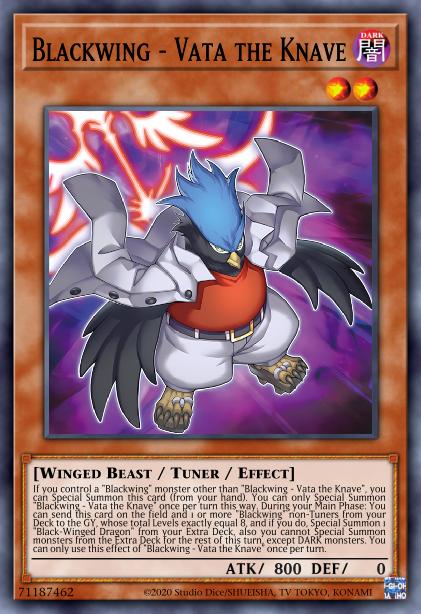 BLACKWING - VATA THE KNAVE
DARK
闇
[WINGED BEAST / TUNER / EFFECT]
If you control a "Blackwing" monster other than "Blackwing - Vata the Knave", you
can Special Summon this card (from your hand). You can only Special Summon
"Blackwing - Vata the Knave" once per turn this way. During your Main Phase: You
can send this card on the field and 1 or more "Blackwing" non-Tuners from your
Deck to the GY, whose total Levels exactly equal 8, and if you do, Special Summon 1
"Black-Winged Dragon" from your Extra Deck, also you cannot Special Summon
monsters from the Extra Deck for the rest of this turn, except DARK monsters. You
can only use this effect of "Blackwing - Vata the Knave" once per turn.
ATK/ 800 DEF/ 0
71187462 ©2020 Studio Dice/SHUEISHA, TV TOKYO, KONAMI